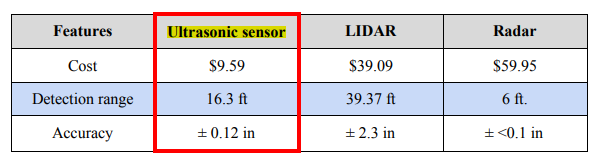 Features Ultrasonic sensor LIDAR Radar
Cost $9.59 $39.09 $59.95
Detection range 16.3 ft 39.37 ft 6 ft.
Accuracy ± 0.12 in ± 2.3 in ± <0.1 in